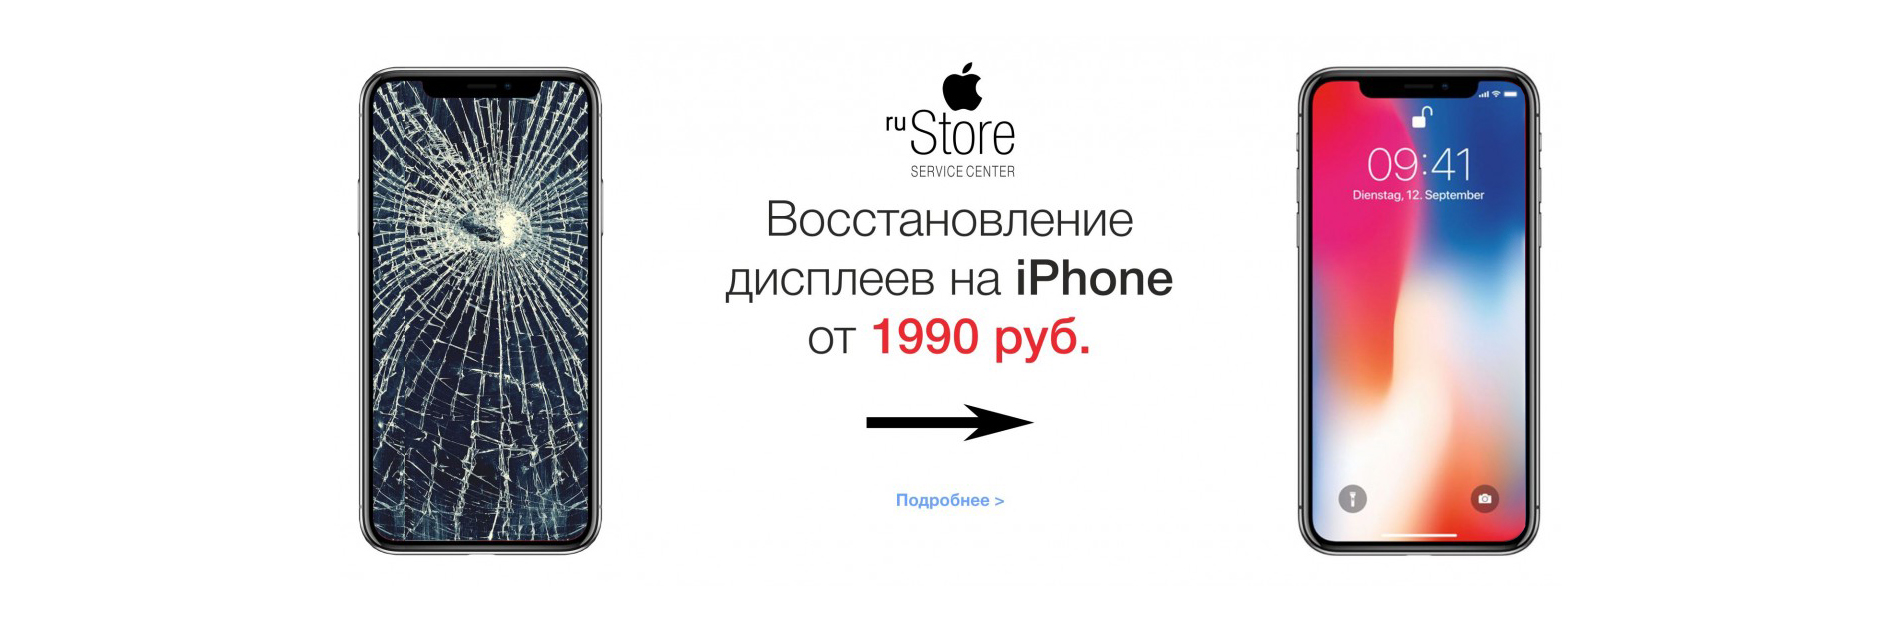 ru Store
SERVICE CENTER
Восстановление
дисплеев на iPhone
от 1990 руб.
Подробнее >
09:41
Dienstag, 12. September